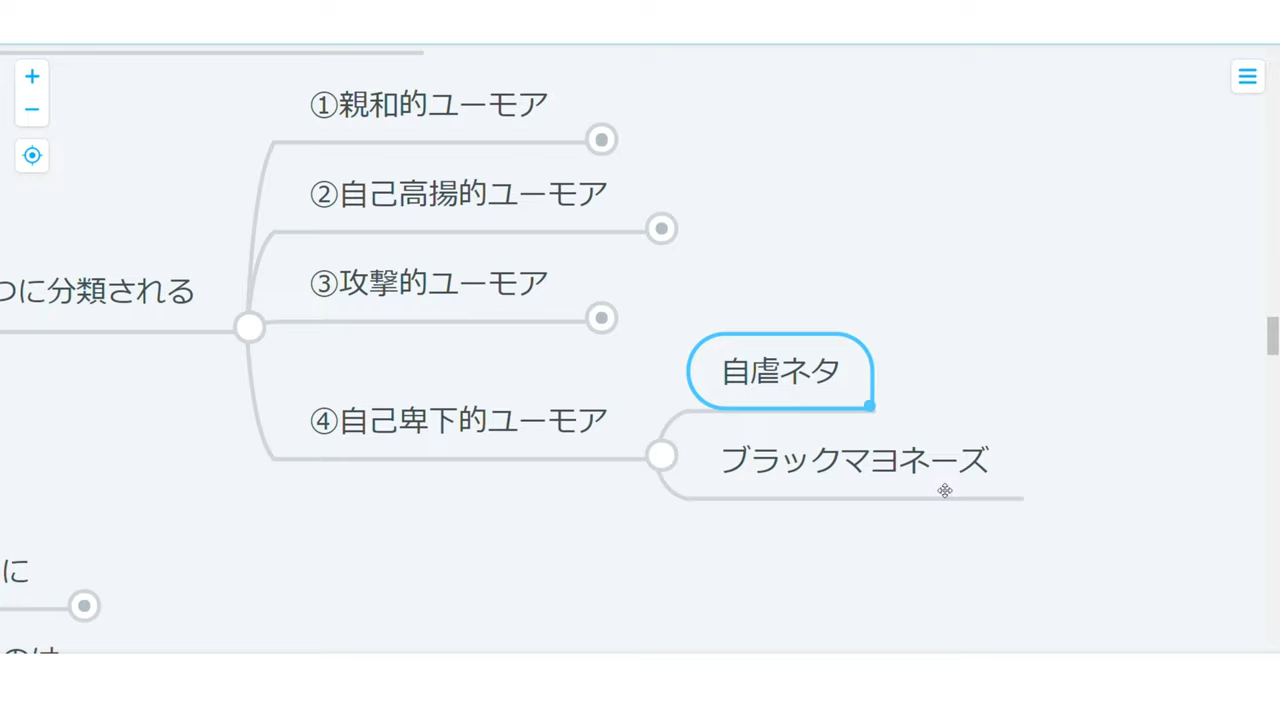 ①親和的ユーモア
②自己高揚的ユーモア
つに分類される
③攻撃的ユーモア
自虐ネタ
④自己卑下的ユーモア
ブラックマヨネーズ
に